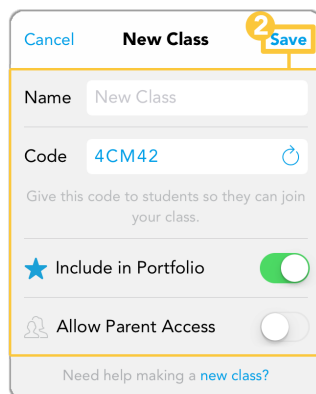 2
Cancel New Class Save
Name New Class
Code 4CM42
Give this code to students so they can join
your class.
Include in Portfolio
Allow Parent Access
Need help making a new class?